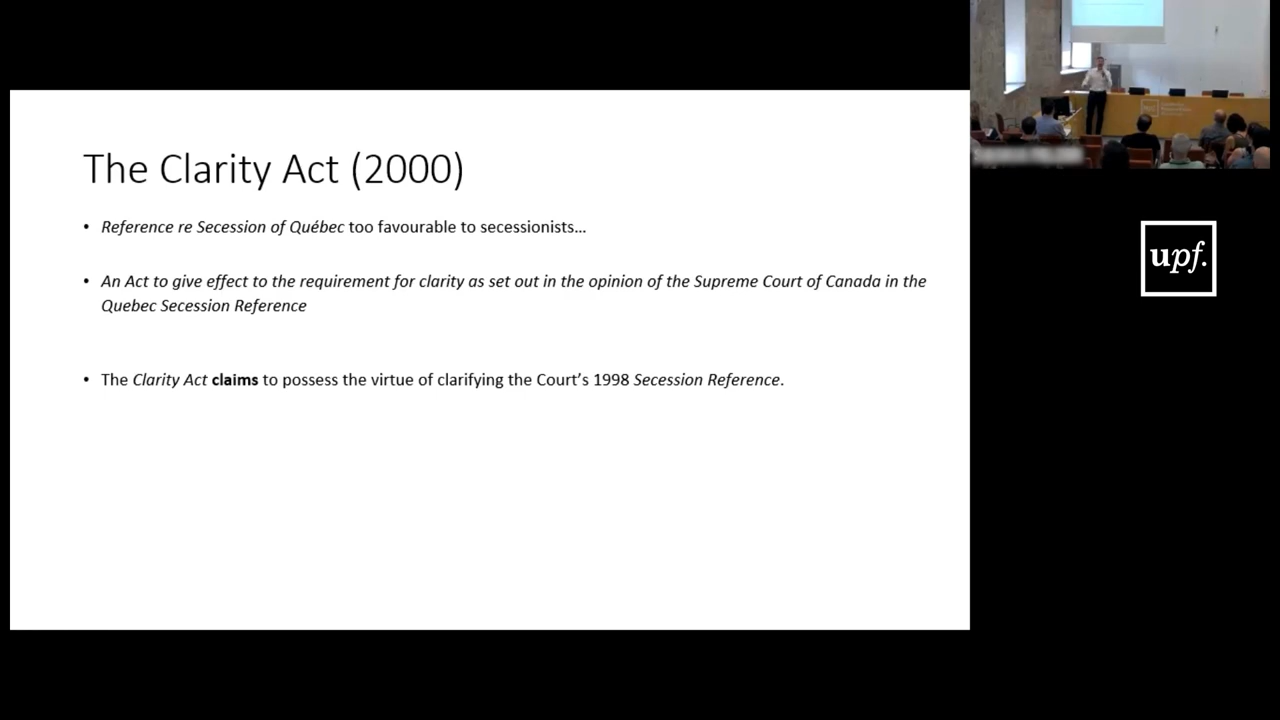 The Clarity Act (2000)
• Reference re Secession of Québec too favourable to secessionists…
• An Act to give effect to the requirement for clarity as set out in the opinion of the Supreme Court of Canada in the
Quebec Secession Reference
• The Clarity Act claims to possess the virtue of clarifying the Court’s 1998 Secession Reference.
upf.